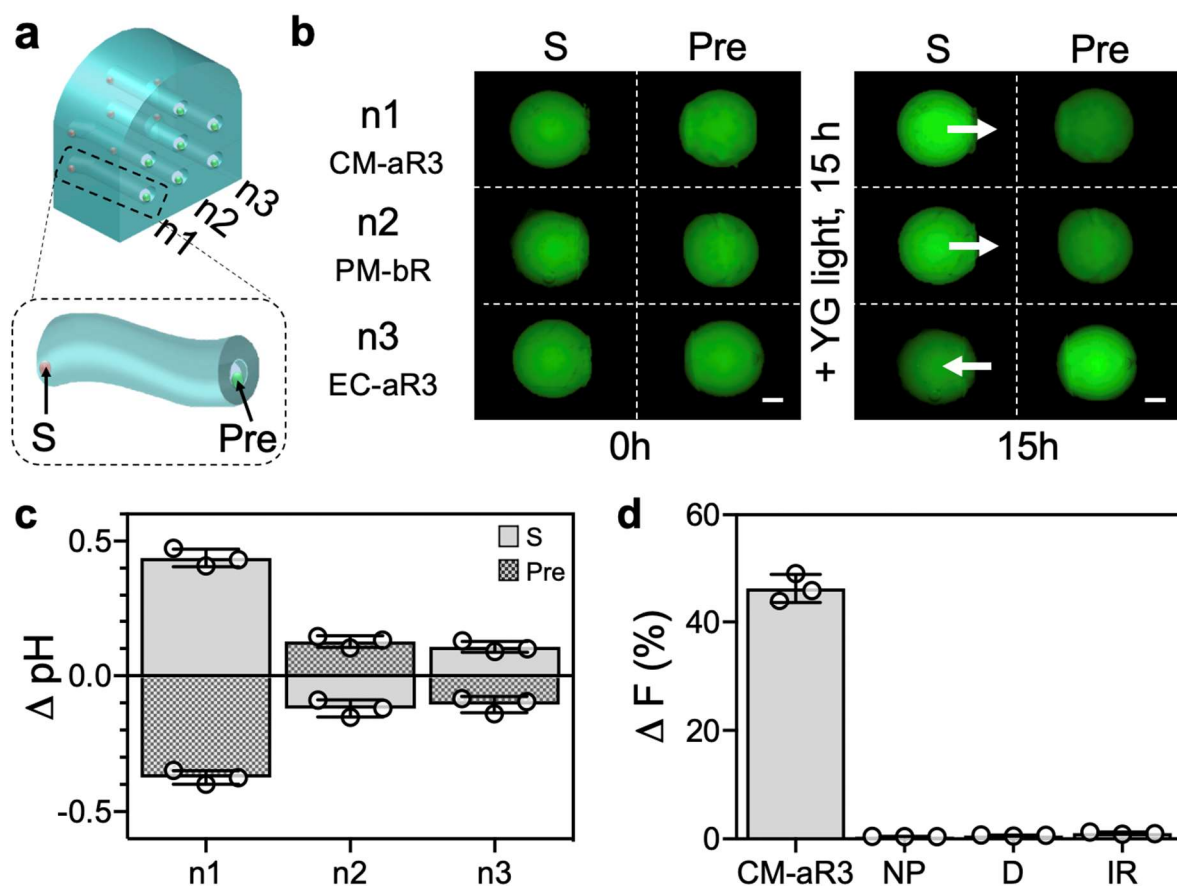 a
n1
n2
n3
S
Pre
b
S
Pre
S
Pre
n1
CM-aR3
n2
PM-bR
n3
EC-aR3
+ YG light, 15 h
0h
15h
c
Δ pH
0.5
0.0
-0.5
S
Pre
n1
n2
n3
d
Δ F (%)
60
40
20
0
CM-aR3
NP
D
IR